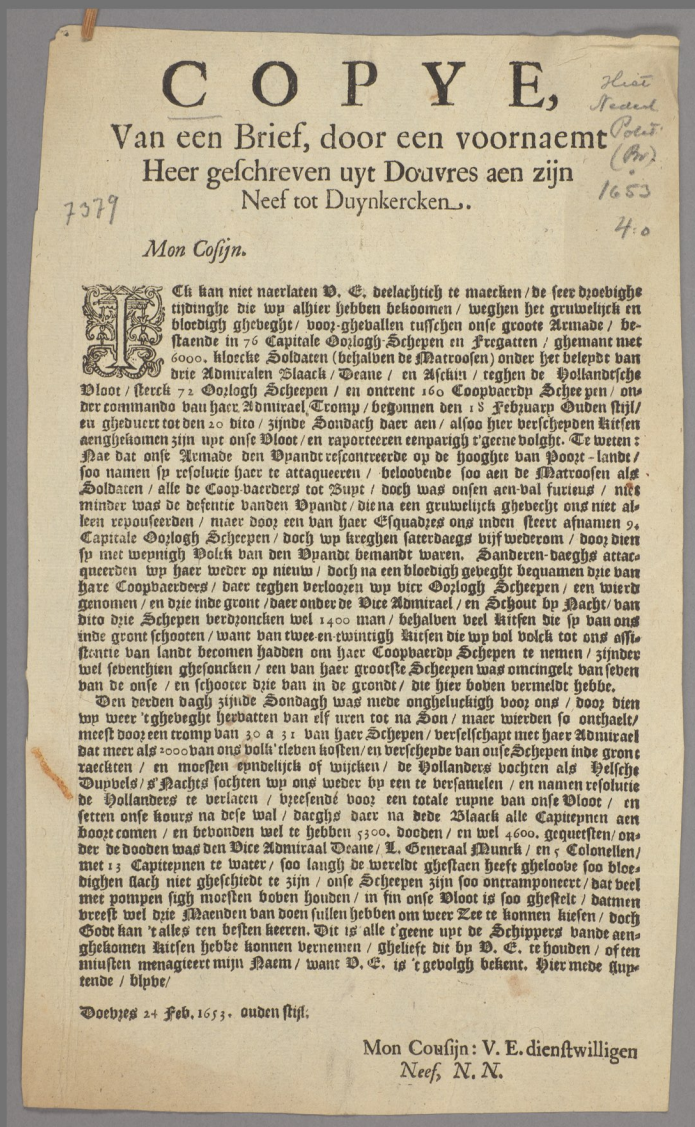 COPYE,
Van een Brief, door een voornaemt
Heer geschreven uyt Douvres aen zijn
Neef tot Duynkercken.
Hist
Nederl
Polit.
(Br).
1653
4:o
7379
Mon Cosijn.
ICk kan niet naerlaten V. E. deelachtich te maecken / de seer droevighe
tijdinghe die wy alhier hebben bekoomen / weghen het gruwelijck en
bloedigh gheveght / voor-ghevallen tusschen onse groote Armade / be-
staende in 76 Capitale Oorlogh-Schepen en Fregatten / ghemant met
6000. kloecke Soldaten (behalven de Matroosen) onder het beleydt van
drie Admiralen Blaack / Deane / en Asckin / teghen de Hollandtsche
Vloot / sterck 72 Oorlogh Scheepen / en ontrent 160 Coopvaerdy Scheepen / on-
der commando van haer Admirael Tromp / begonnen den 18 February Ouden stijl /
en gheduert tot den 20 dito / zijnde Sondach daer aen / alsoo hier verscheyden Kitsen
aenghekomen zijn uyt onse Vloot / en raporteeren eenparigh t'geene volght. Te weten:
Nae dat onse Armade den Vyandt rescontreerde op de hooghte van Poort-landt /
soo namen sy resolutie haer te attaqueeren / beloovende soo aen de Matroosen als
Soldaten / alle de Coop-vaerders tot Buyt / doch was onsen aen-val furieus / niet
minder was de defentie vanden Vyandt / die na een gruwelijck ghevecht ons niet al-
leen repousserden / maer door een van haer Esquadres ons inden steert afnamen 9.
Capitale Oorlogh Scheepen / doch wy kreghen saterdaegs vijf wederom / door dien
sy met weynigh Volck van den Vyandt bemandt waren. Sanderen-daeghs attac-
queerden wy haer weder op nieuw / doch na een bloedigh geveght bequamen drie van
hare Coopvaerders / daer teghen verlooren wy vier Oorlogh Scheepen / een wierd
genomen / en drie inde gront / daer onder de Vice Admirael / en Schout by Nacht / van
dito drie Schepen verdroncken wel 1400 man / behalven veel Kitsen die sy van ons
inde gront schooten / want van twee-en-twintigh Kitsen die wy vol volck tot ons assi-
stentie van landt becomen hadden om haer Coopvaerdy Schepen te nemen / zijnder
wel seventhien ghesoncken / een van haer grootste Scheepen was omcingelt van seven
van de onse / en schooter drie van in de grondt / die hier boven vermeldt hebbe.
Den derden dagh zijnde Sondagh was mede ongheluckigh voor ons / door dien
wy weer 'tgheveght hervatten van elf uren tot na Son / maer wierden so onthaelt /
meest door een tromp van 30 a 31 van haer Schepen / verselschapt met haer Admirael
dat meer als 2000 van ons volk 't leven kosten / en verscheyde van onse Schepen inde gront
raeckten / en moesten eyndelijck of wijcken / de Hollanders vochten als Helsche
Duyvels / s'Nachts sochten wy ons weder by een te versamelen / en namen resolutie
de Hollanders te verlaten / vreesende voor een totale ruyne van onse Vloot / en
setten onse kours na dese wal / daeghs daer na dede Blaack alle Capiteynen aen
boort comen / en bevonden wel te hebben 5300. dooden / en wel 4600. gequetsten / on-
der de dooden was den Vice Admiraal Deane / L. Generaal Munck / en 5 Colonellen /
met 13 Capiteynen te water / soo langh de wereldt ghestaen heeft gheloove soo bloe-
dighen slach niet gheschiedt te zijn / onse Scheepen zijn soo ontramponeert / dat veel
met pompen sigh moesten boven houden / in fin onse Vloot is soo ghestelt / datmen
vreest wel drie Maenden van doen sullen hebben om weer Zee te konnen kiesen / doch
Godt kan 't alles ten besten keeren. Dit is alle t'geene uyt de Schippers vande aen-
ghekomen Kitsen hebbe konnen vernemen / ghelieft dit by V. E. te houden / of ten
minsten menagieert mijn Naem / want V. E. is 't gevolgh bekent. Hier mede sluy-
tende / blyve /
Doevres 24 Feb. 1653. ouden stijl.
Mon Cousijn: V. E. dienstwilligen
Neef, N. N.